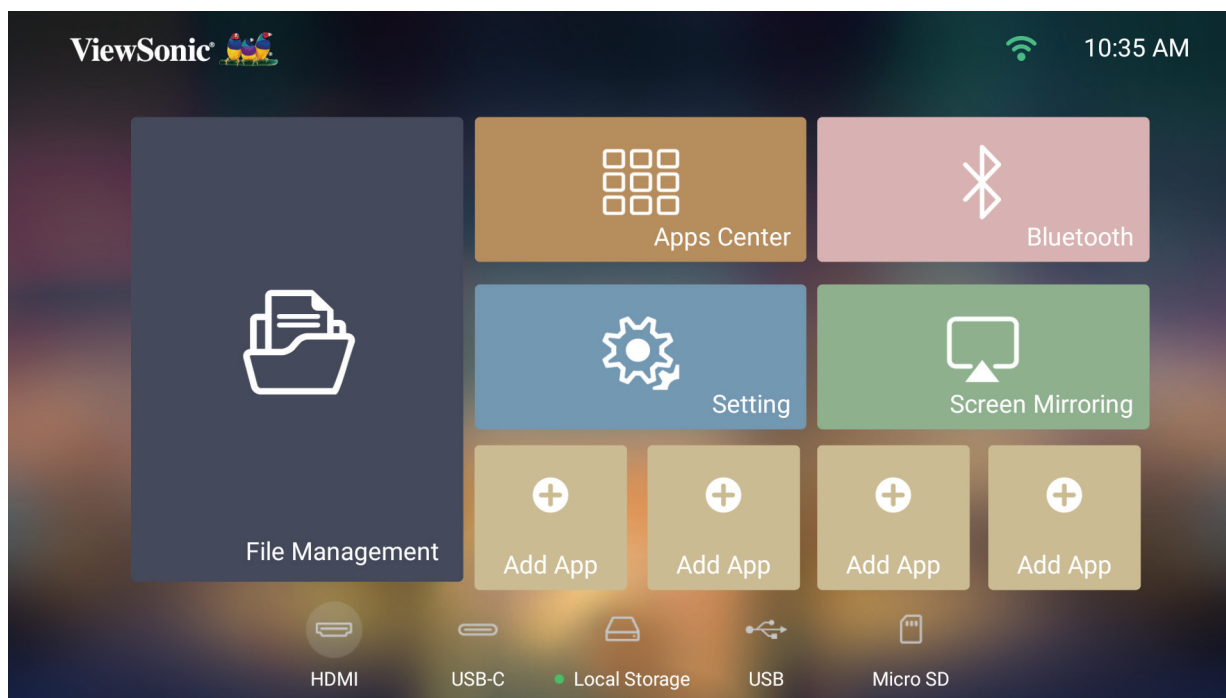 ViewSonic®
10:35 AM
Apps Center
Bluetooth
Setting
Screen Mirroring
File Management
Add App
Add App
Add App
Add App
HDMI
USB-C
Local Storage
USB
Micro SD